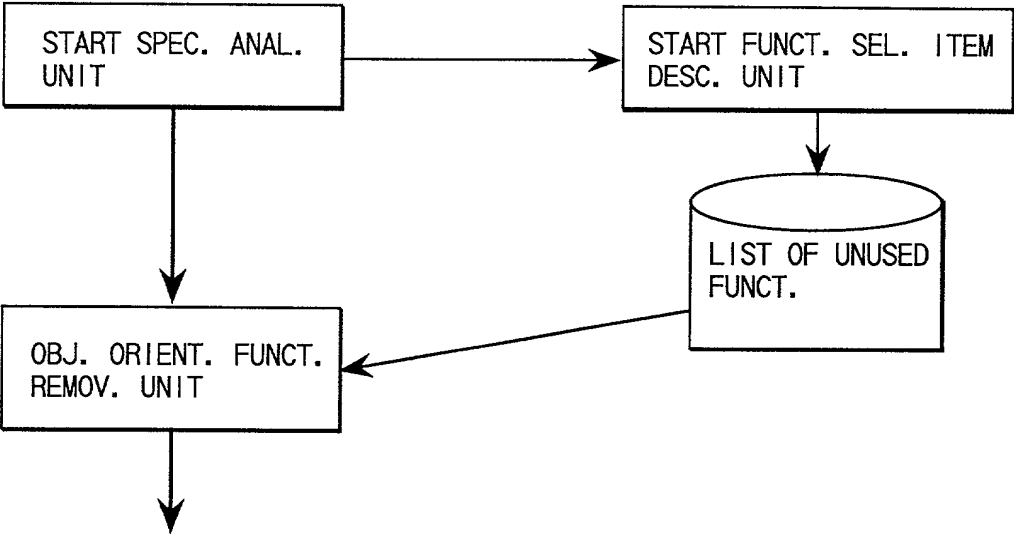 START SPEC. ANAL.
UNIT
START FUNCT. SEL. ITEM
DESC. UNIT
LIST OF UNUSED
FUNCT.
OBJ. ORIENT. FUNCT.
REMOV. UNIT